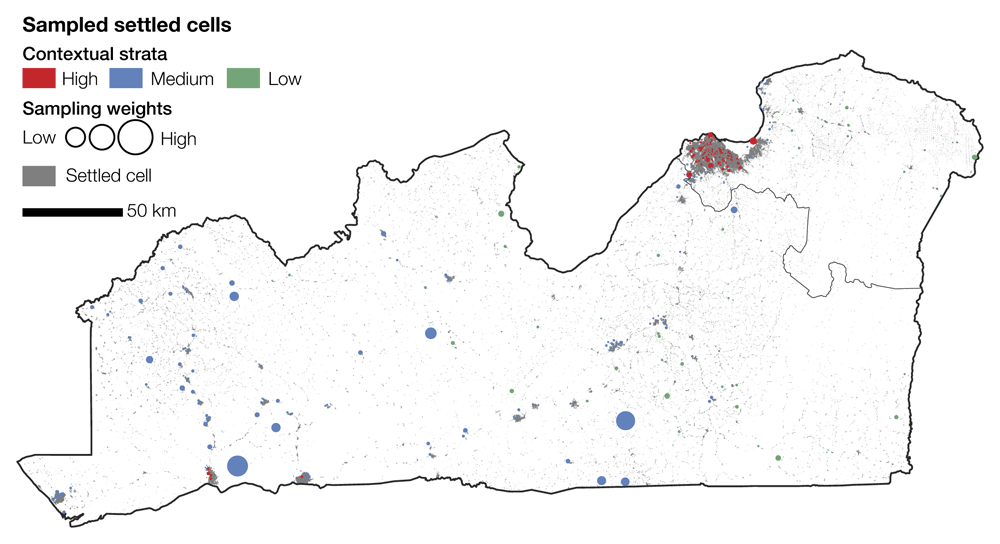 Sampled settled cells
Contextual strata
High Medium Low
Sampling weights
Low High
Settled cell
50 km